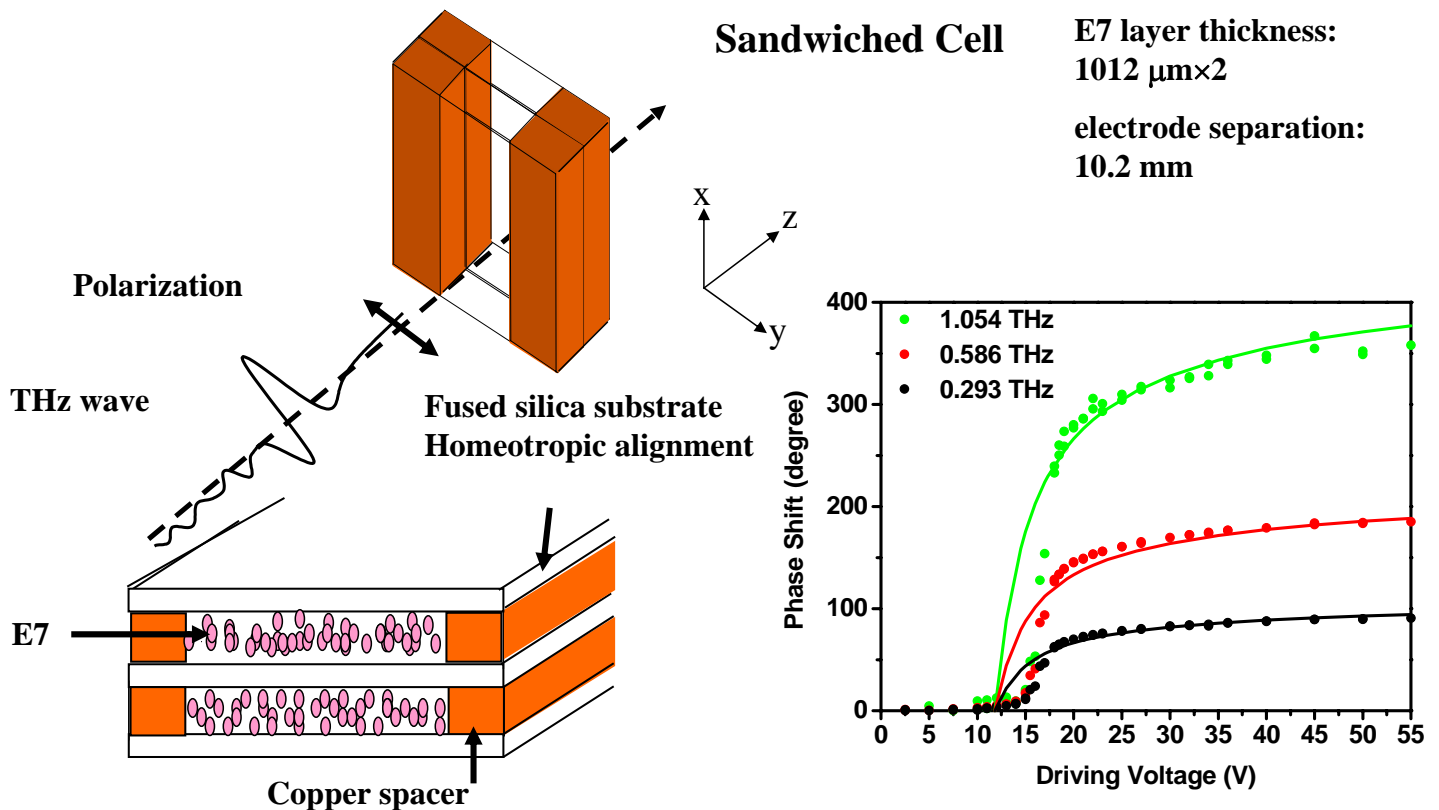 Sandwiched Cell
E7 layer thickness:
1012 μm×2
electrode separation:
10.2 mm
x
z
y
Polarization
THz wave
Fused silica substrate
Homeotropic alignment
E7
Copper spacer
400
300
200
100
0
Phase Shift (degree)
1.054 THz
0.586 THz
0.293 THz
0 5 10 15 20 25 30 35 40 45 50 55
Driving Voltage (V)